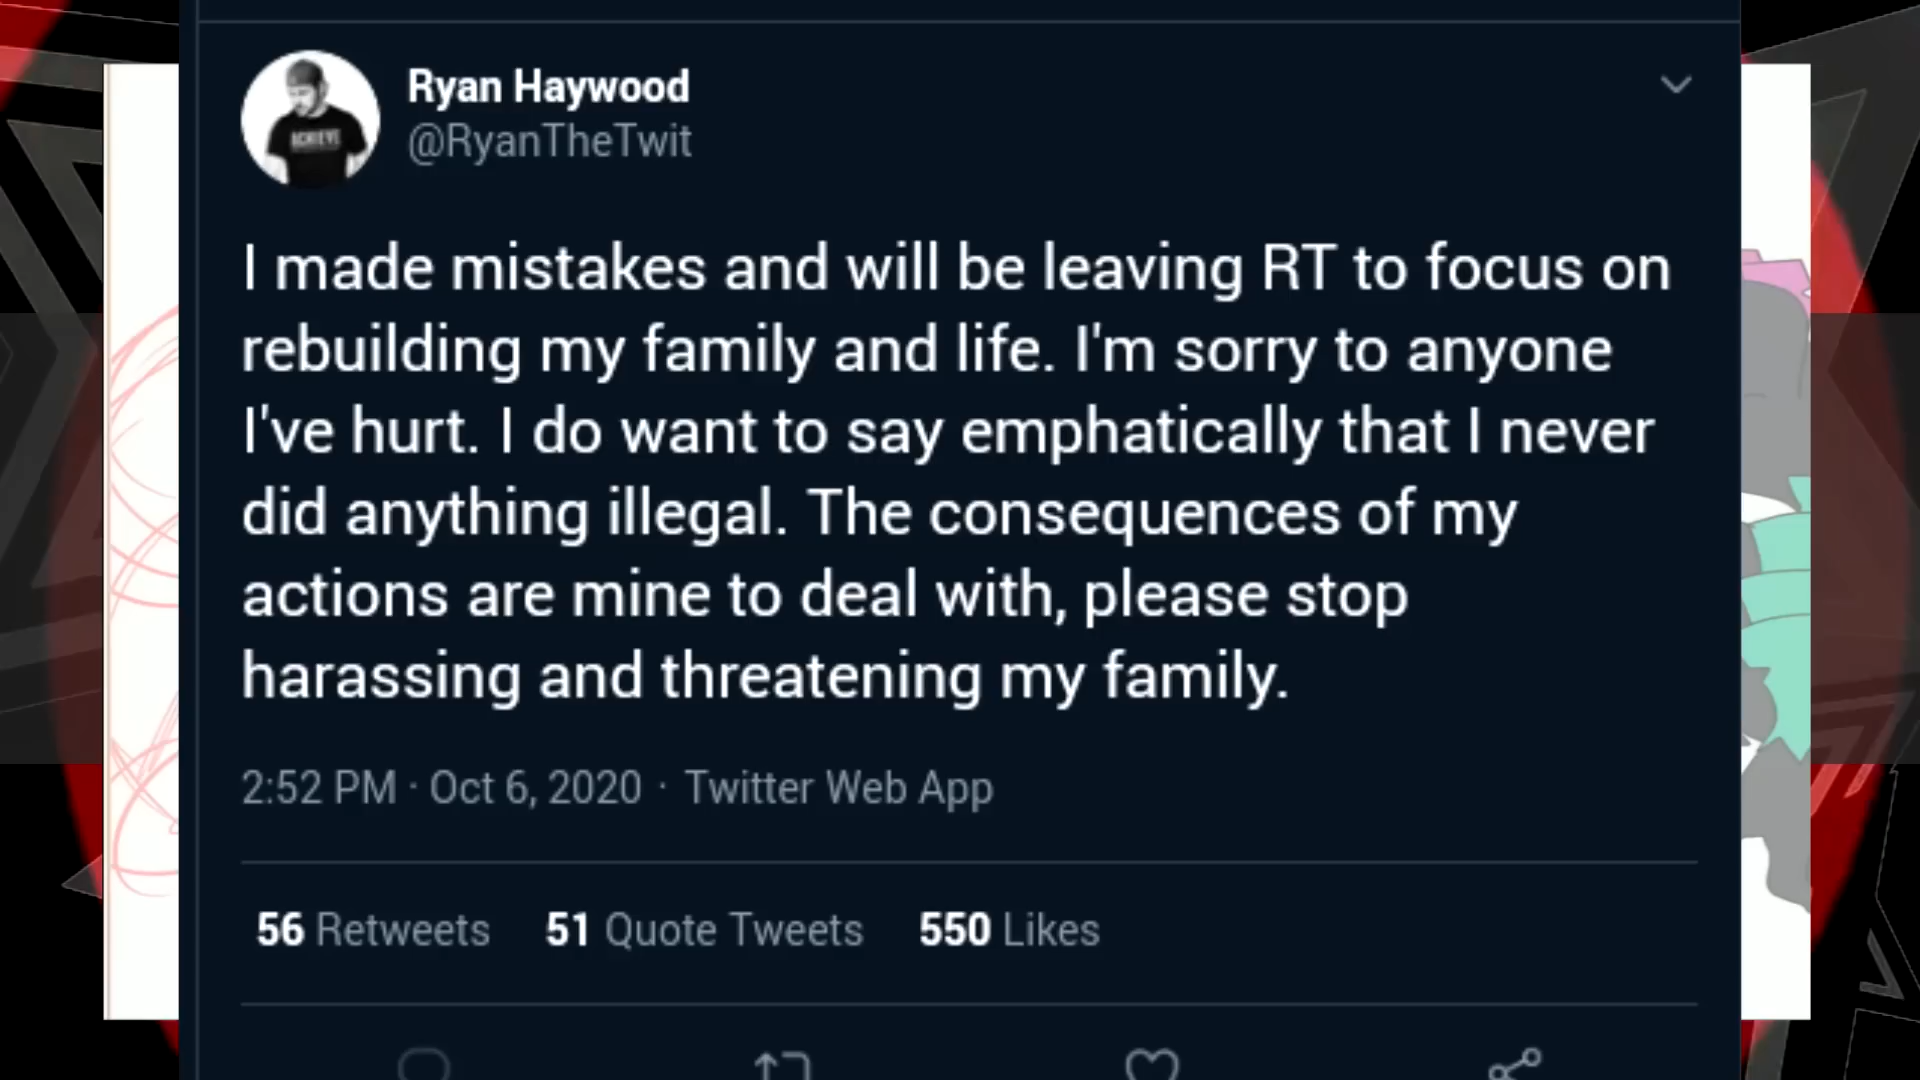 Ryan Haywood
@RyanTheTwit
ACHIEVE
I made mistakes and will be leaving RT to focus on
rebuilding my family and life. I'm sorry to anyone
I've hurt. I do want to say emphatically that I never
did anything illegal. The consequences of my
actions are mine to deal with, please stop
harassing and threatening my family.
2:52 PM · Oct 6, 2020 · Twitter Web App
56 Retweets 51 Quote Tweets 550 Likes